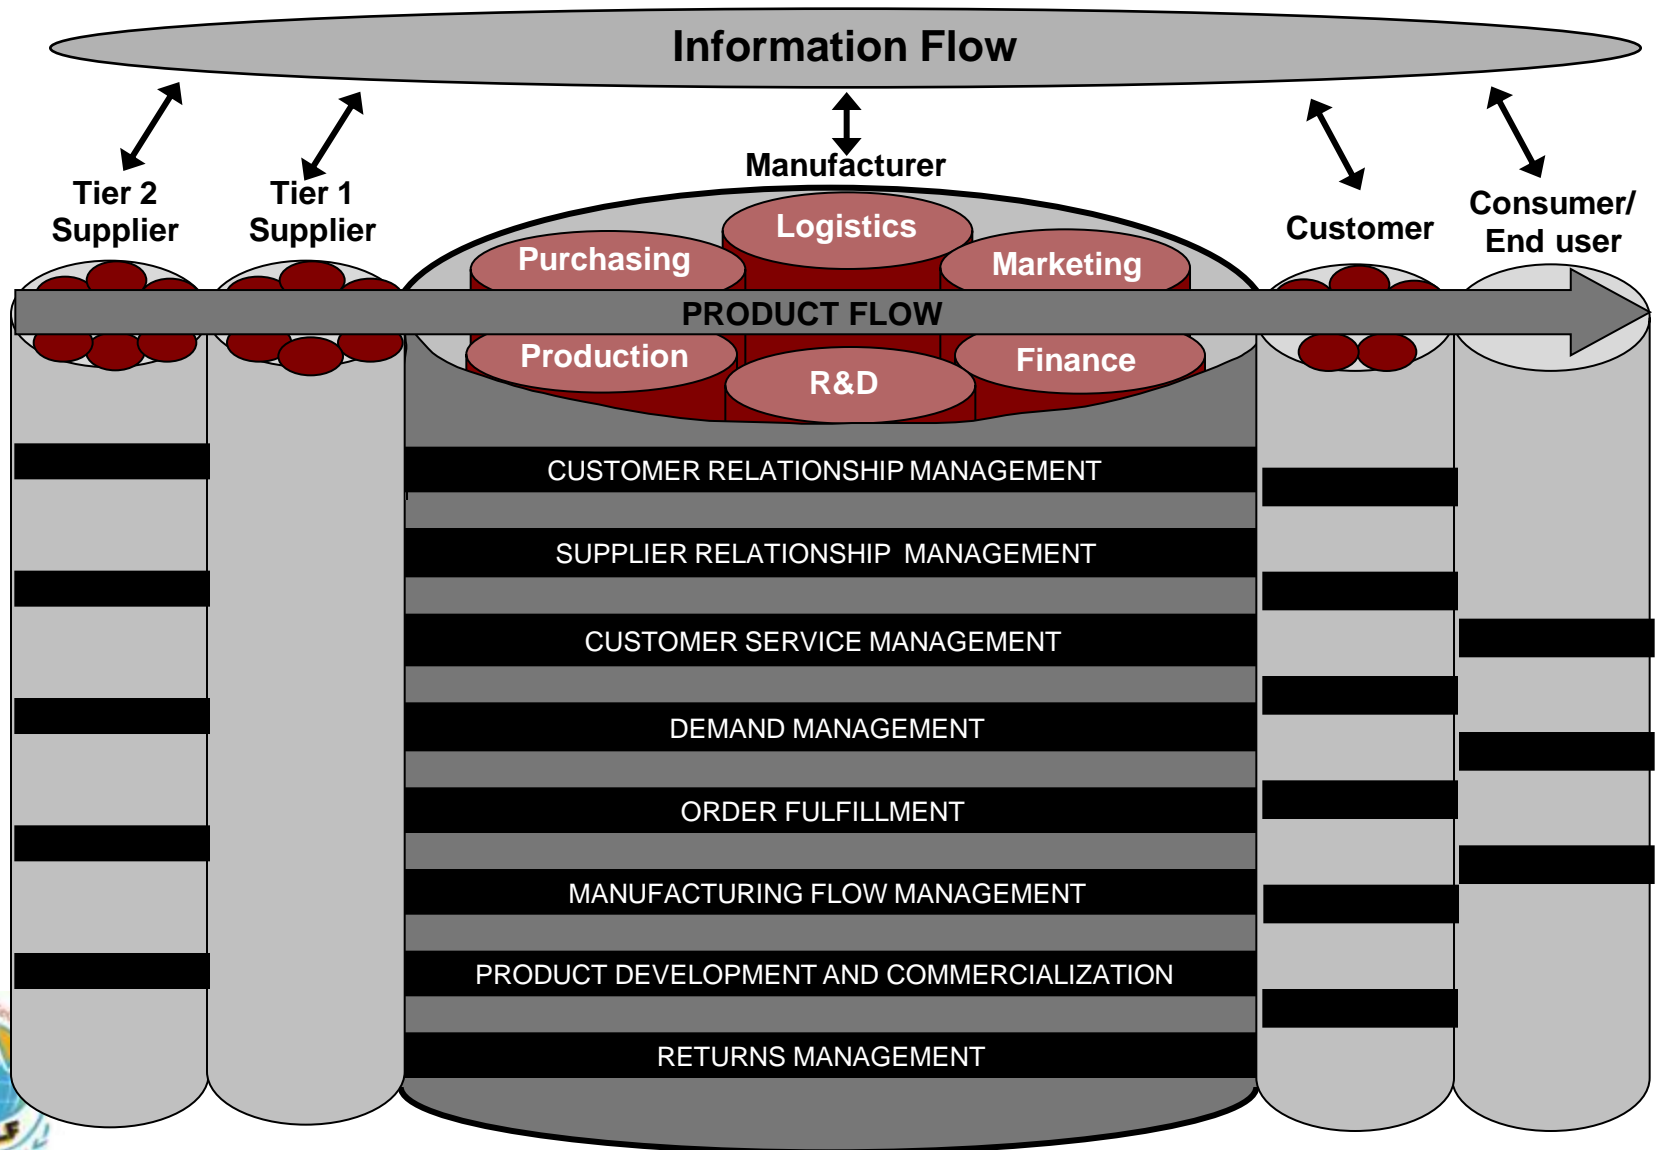 Information Flow
Manufacturer
Tier 2
Supplier
Tier 1
Supplier
Customer
Consumer/
End user
Logistics
Purchasing
Marketing
PRODUCT FLOW
Production
R&D
Finance
CUSTOMER RELATIONSHIP MANAGEMENT
SUPPLIER RELATIONSHIP MANAGEMENT
CUSTOMER SERVICE MANAGEMENT
DEMAND MANAGEMENT
ORDER FULFILLMENT
MANUFACTURING FLOW MANAGEMENT
PRODUCT DEVELOPMENT AND COMMERCIALIZATION
RETURNS MANAGEMENT